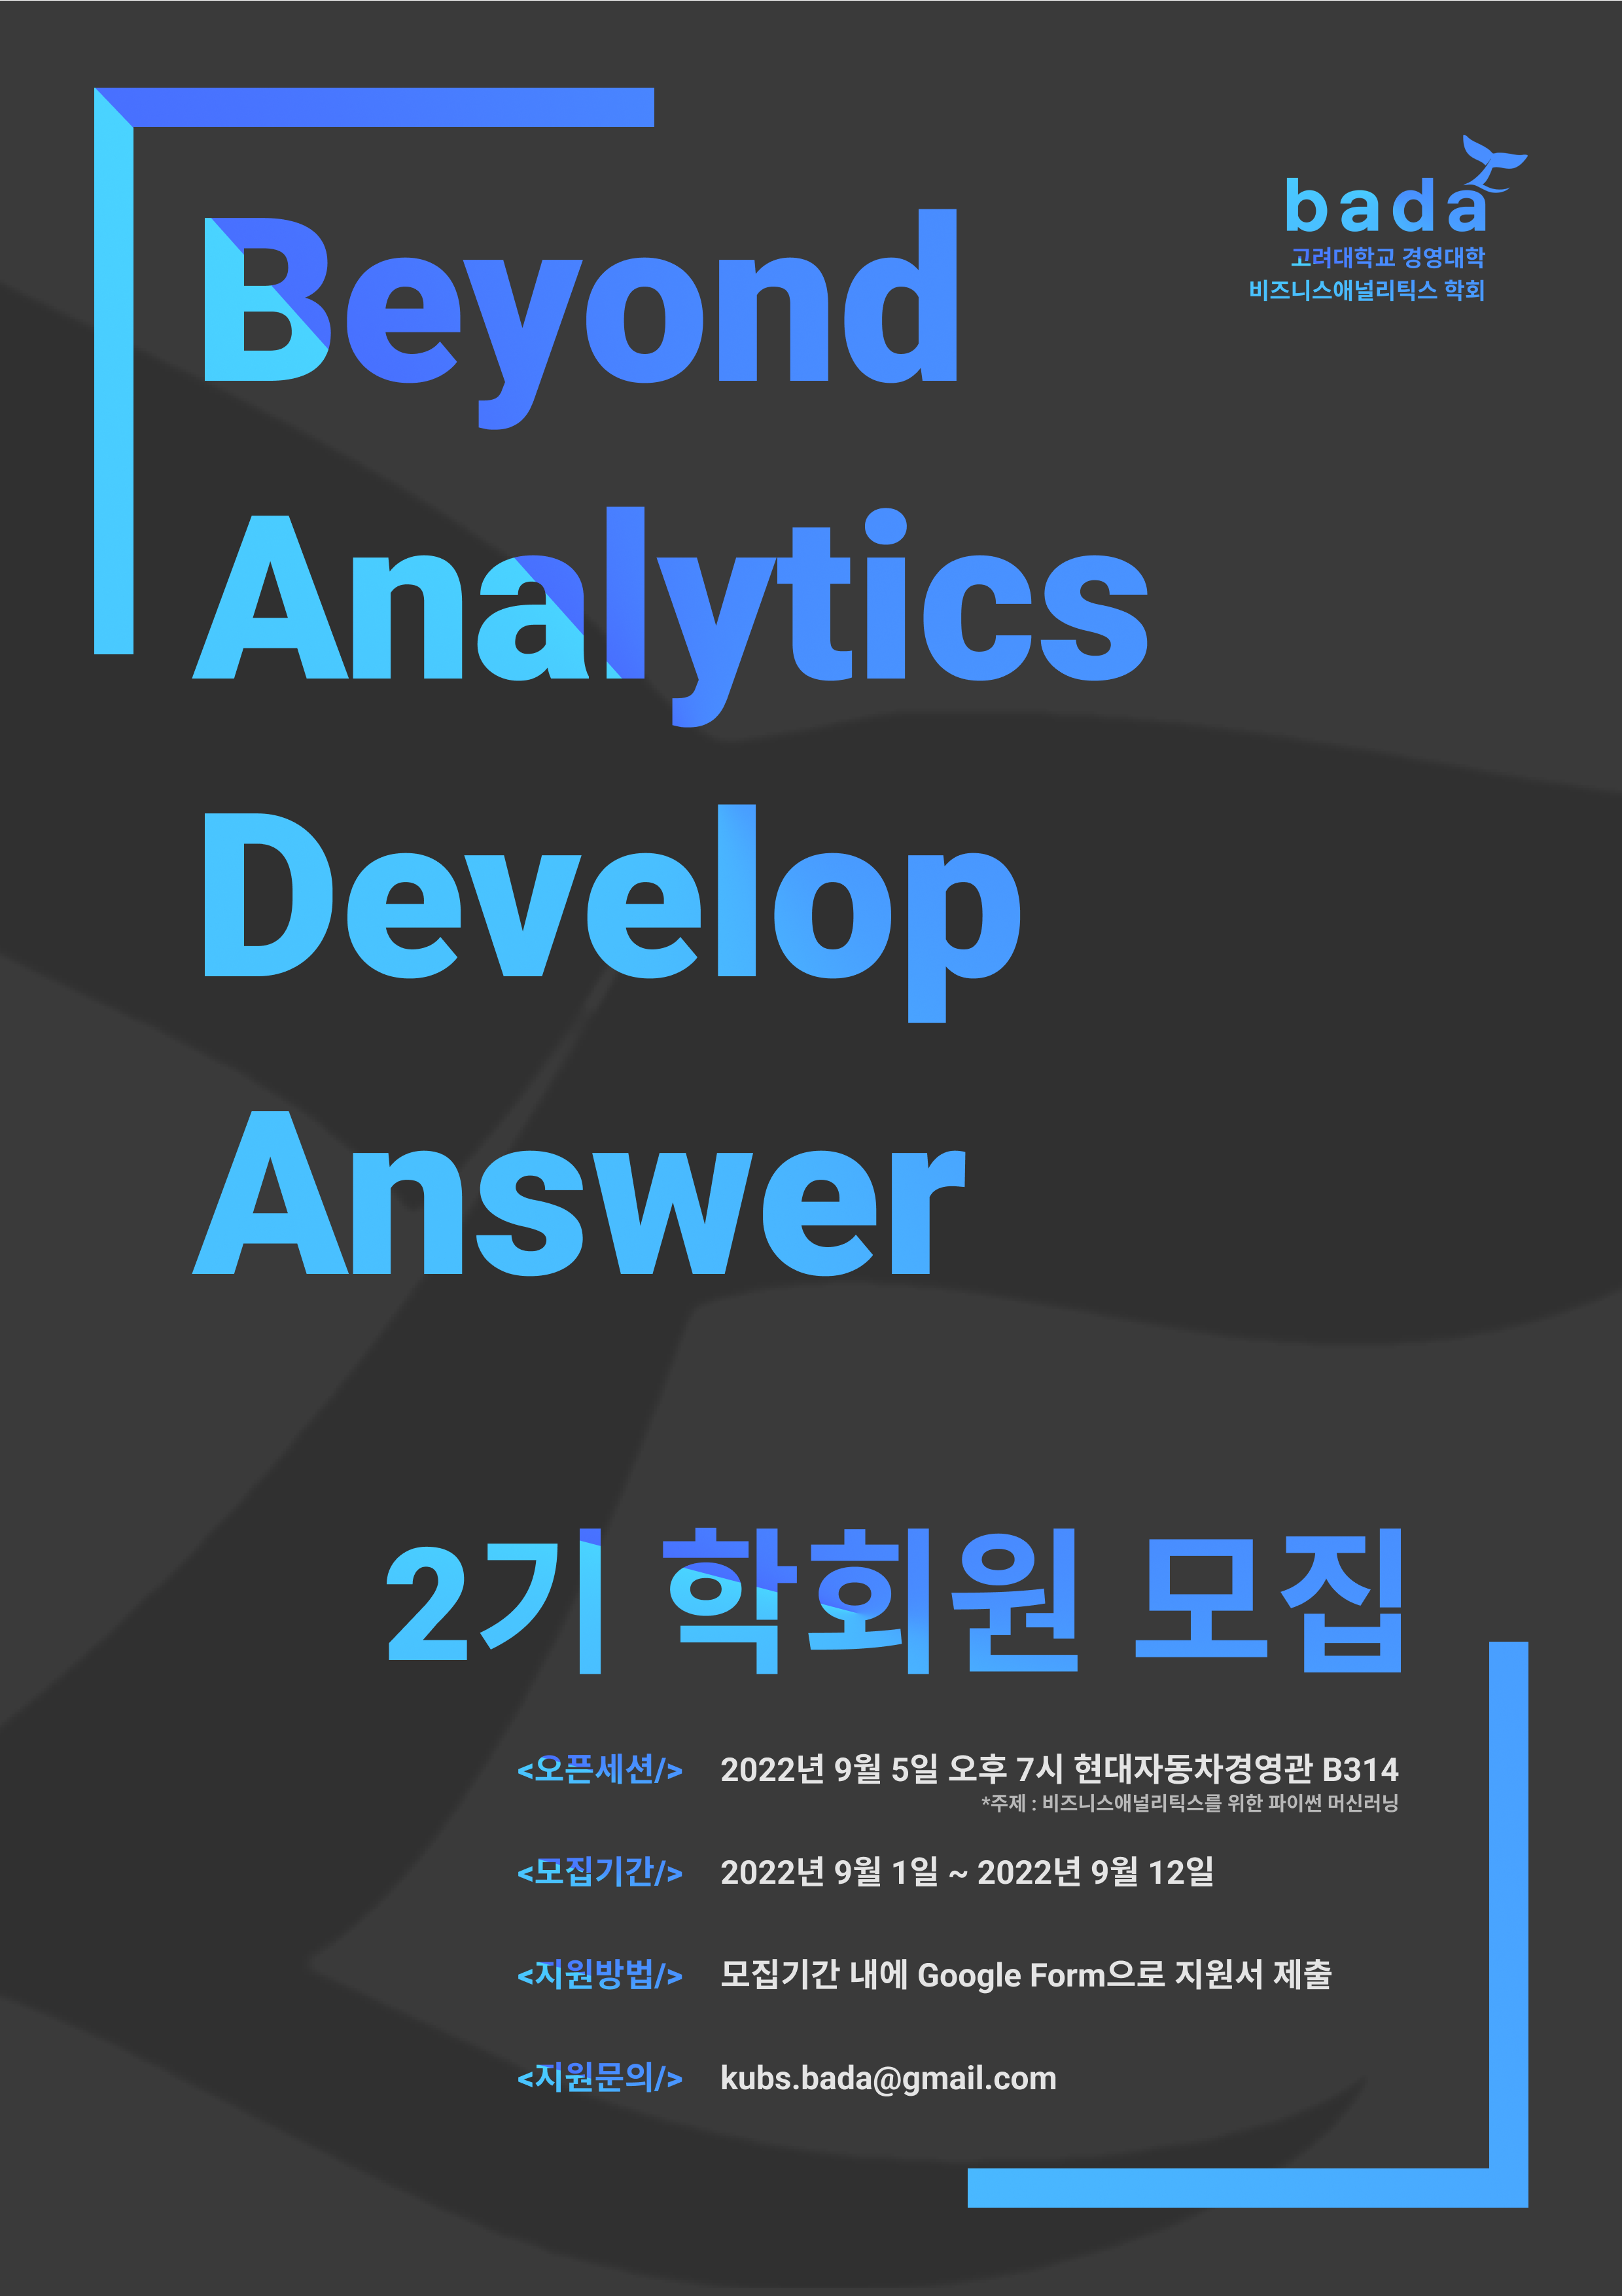 bada
고려대학교 경영대학
비즈니스애널리틱스 학회
Beyond
Analytics
Develop
Answer
2기 학회원 모집
<오픈세션/> 2022년 9월 5일 오후 7시 현대자동차경영관 B314
*주제 : 비즈니스애널리틱스를 위한 파이썬 머신러닝
<모집기간/> 2022년 9월 1일 ~ 2022년 9월 12일
<지원방법/> 모집기간 내에 Google Form으로 지원서 제출
<지원문의/> kubs.bada@gmail.com